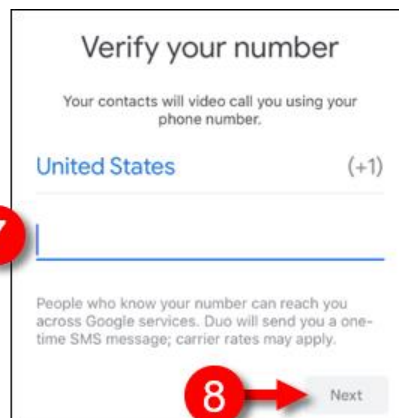 Verify your number
Your contacts will video call you using your
phone number.
United States (+1)
People who know your number can reach you
across Google services. Duo will send you a one-
time SMS message; carrier rates may apply.
8 Next